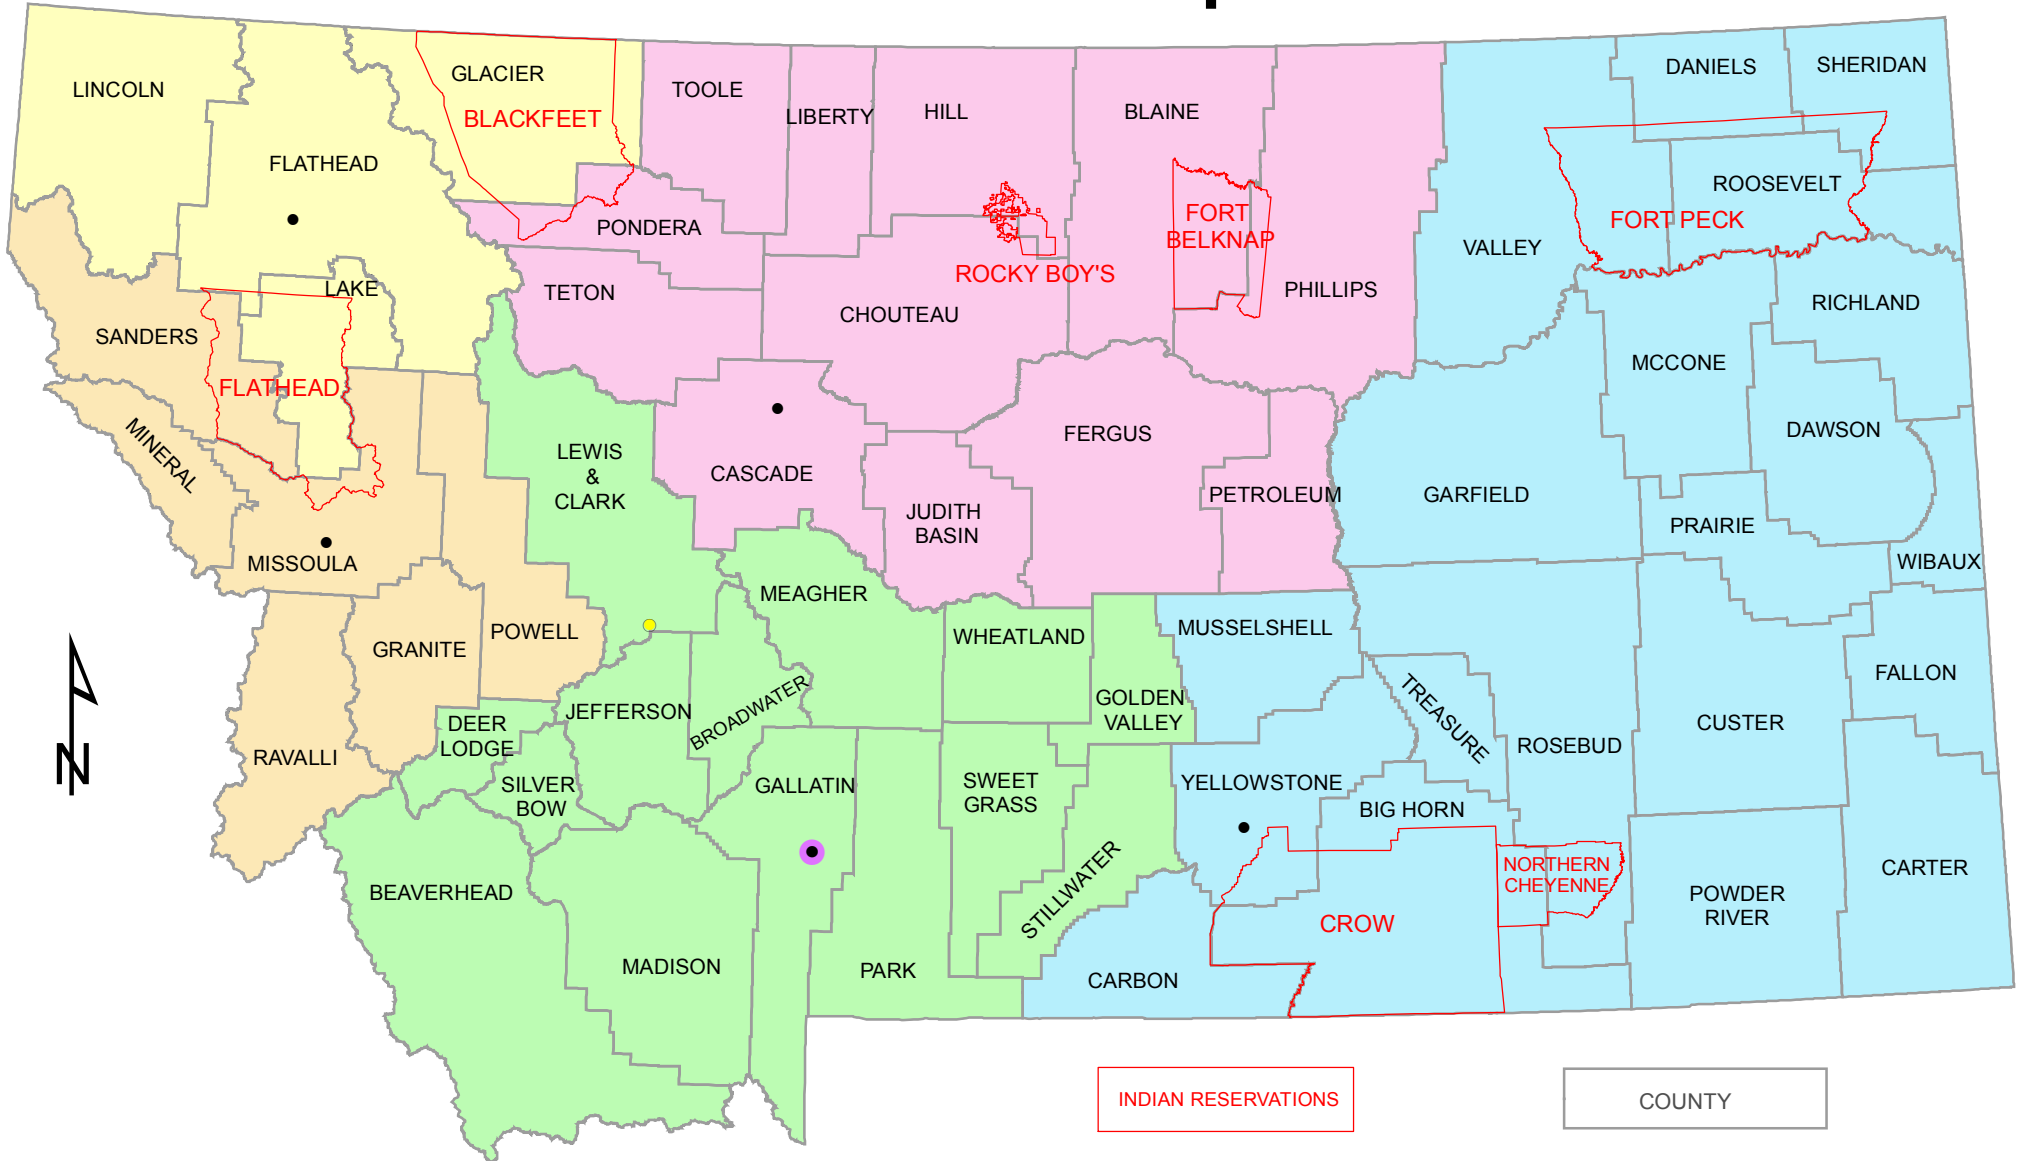 LINCOLN
GLACIER
BLACKFEET
FLATHEAD
TOOLE
LIBERTY
HILL
BLAINE
DANIELS
SHERIDAN
PONDERA
ROCKY BOY'S
FORT
BELKNAP
PHILLIPS
VALLEY
FORT PECK
ROOSEVELT
LAKE
TETON
CHOUTEAU
RICHLAND
SANDERS
FLATHEAD
MCCONE
MINERAL
LEWIS
&
CLARK
CASCADE
JUDITH
BASIN
FERGUS
PETROLEUM
GARFIELD
DAWSON
PRAIRIE
WIBAUX
MISSOULA
MEAGHER
GRANITE
POWELL
WHEATLAND
MUSSELSHELL
GOLDEN
VALLEY
TREASURE
ROSEBUD
CUSTER
FALLON
RAVALLI
DEER
LODGE
JEFFERSON
BROADWATER
SILVER
BOW
GALLATIN
SWEET
GRASS
YELLOWSTONE
BIG HORN
BEAVERHEAD
STILLWATER
NORTHERN
CHEYENNE
CROW
POWDER
RIVER
CARTER
MADISON
PARK
CARBON
N
INDIAN RESERVATIONS
COUNTY